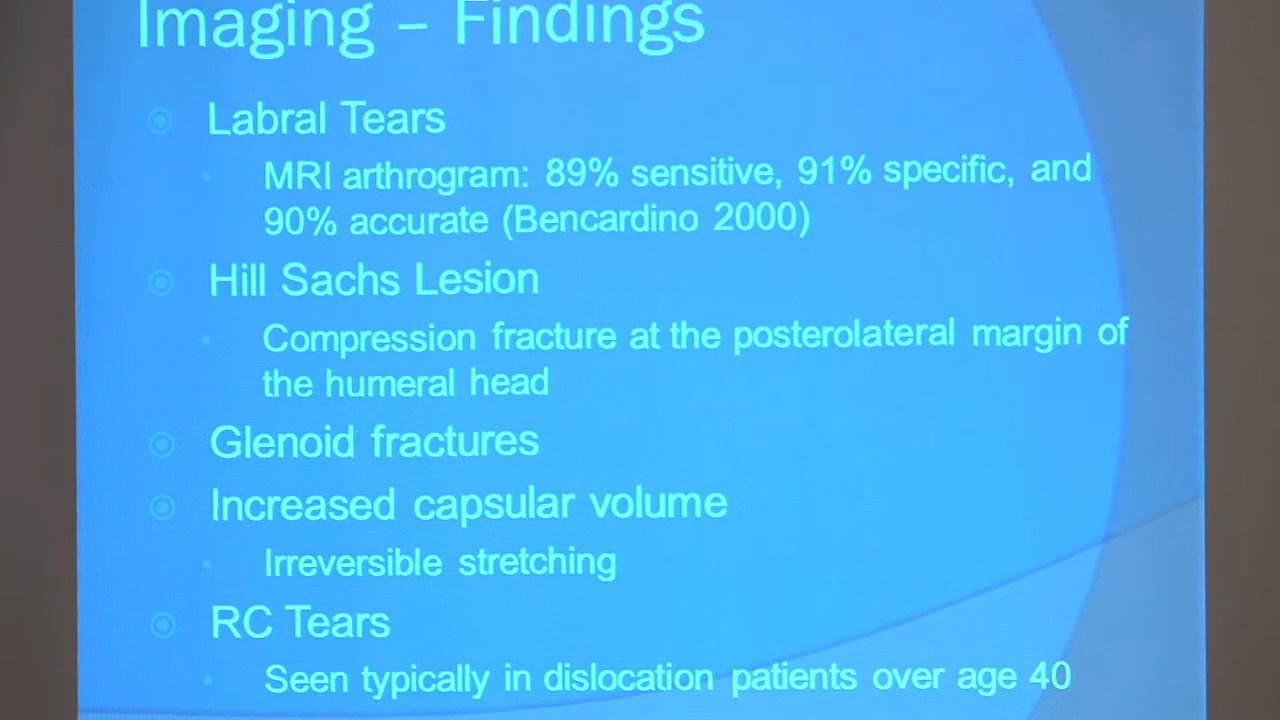 Imaging – Findings
Labral Tears
MRI arthrogram: 89% sensitive, 91% specific, and
90% accurate (Bencardino 2000)
Hill Sachs Lesion
Compression fracture at the posterolateral margin of
the humeral head
Glenoid fractures
Increased capsular volume
Irreversible stretching
RC Tears
Seen typically in dislocation patients over age 40